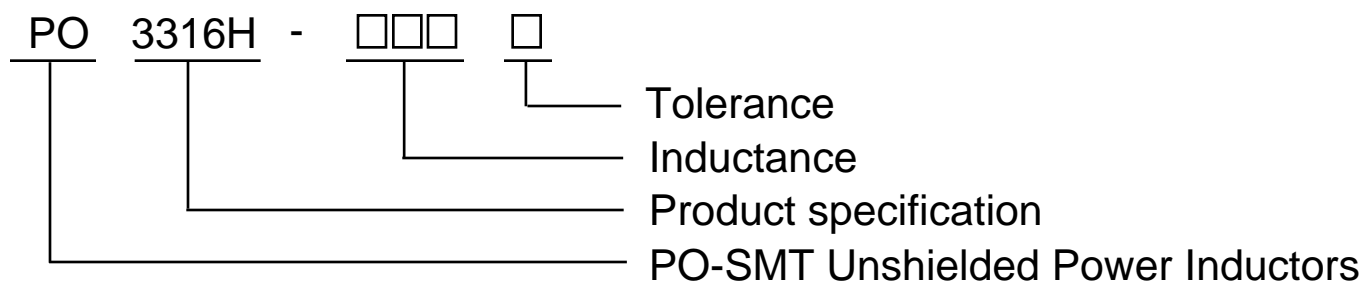 PO 3316H - □□□ □
Tolerance
Inductance
Product specification
PO-SMT Unshielded Power Inductors